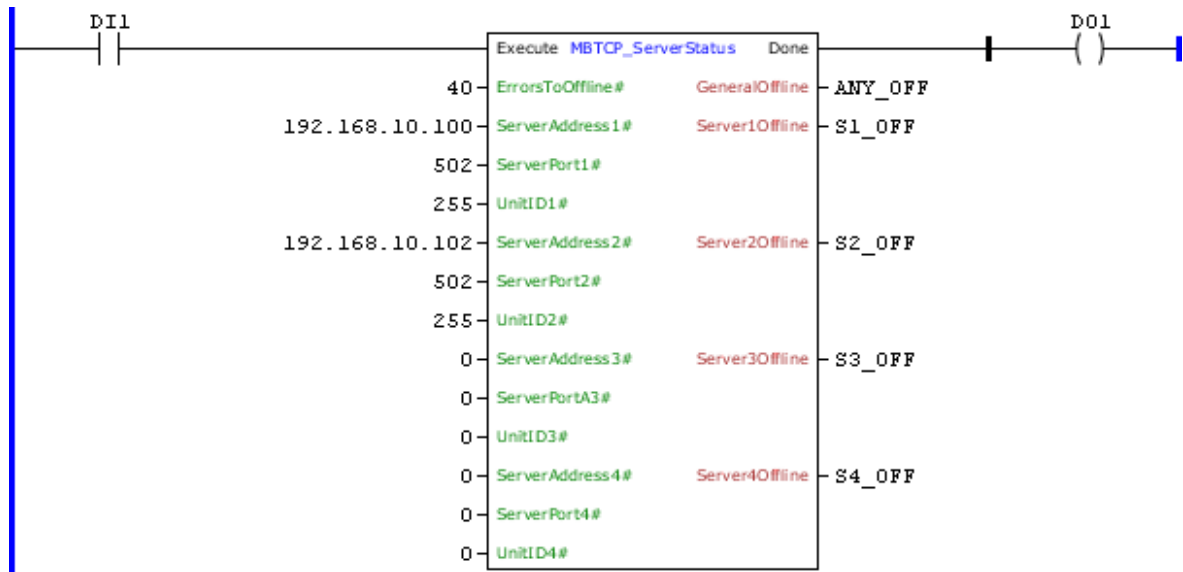 DI1 DO1
Execute MBTCP_ServerStatus Done
40 ErrorsToOffline# GeneralOffline ANY_OFF
192.168.10.100 ServerAddress1# Server1Offline S1_OFF
502 ServerPort1#
255 UnitID1#
192.168.10.102 ServerAddress2# Server2Offline S2_OFF
502 ServerPort2#
255 UnitID2#
0 ServerAddress3# Server3Offline S3_OFF
0 ServerPortA3#
0 UnitID3#
0 ServerAddress4# Server4Offline S4_OFF
0 ServerPort4#
0 UnitID4#